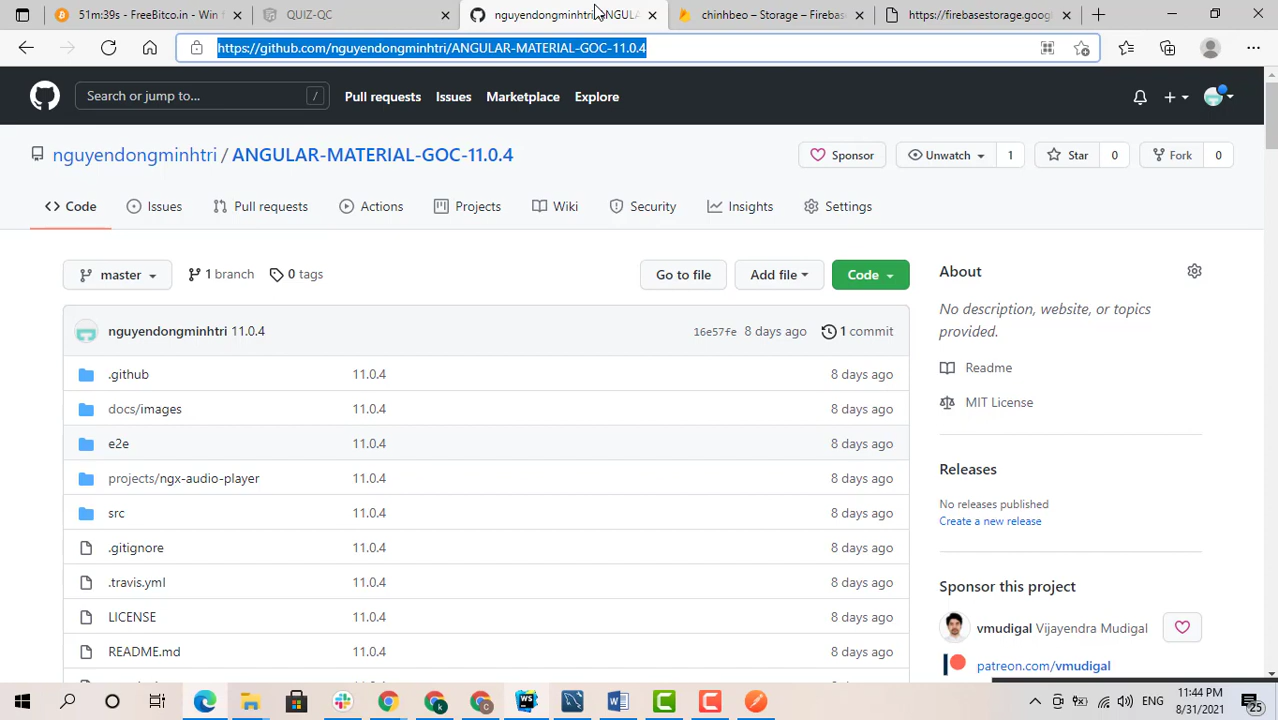 51m:39s - FreeBitco.in - Win f
QUIZ-QC
nguyendongminhtri/ANGULAR-
chinhbeo – Storage – Firebase
https://firebasestorage.googl
https://github.com/nguyendongminhtri/ANGULAR-MATERIAL-GOC-11.0.4
Search or jump to... /
Pull requests Issues Marketplace Explore
nguyendongminhtri / ANGULAR-MATERIAL-GOC-11.0.4
Sponsor Unwatch 1 Star 0 Fork 0
Code Issues Pull requests Actions Projects Wiki Security Insights Settings
master 1 branch 0 tags Go to file Add file Code
About
No description, website, or topics
provided.
nguyendongminhtri 11.0.4 16e57fe 8 days ago 1 commit
.github 11.0.4 8 days ago
docs/images 11.0.4 8 days ago
e2e 11.0.4 8 days ago
projects/ngx-audio-player 11.0.4 8 days ago
src 11.0.4 8 days ago
.gitignore 11.0.4 8 days ago
.travis.yml 11.0.4 8 days ago
LICENSE 11.0.4 8 days ago
README.md 11.0.4 8 days ago
Readme
MIT License
Releases
No releases published
Create a new release
Sponsor this project
vmudigal Vijayendra Mudigal
patreon.com/vmudigal
ENG
11:44 PM
8/31/2021
25